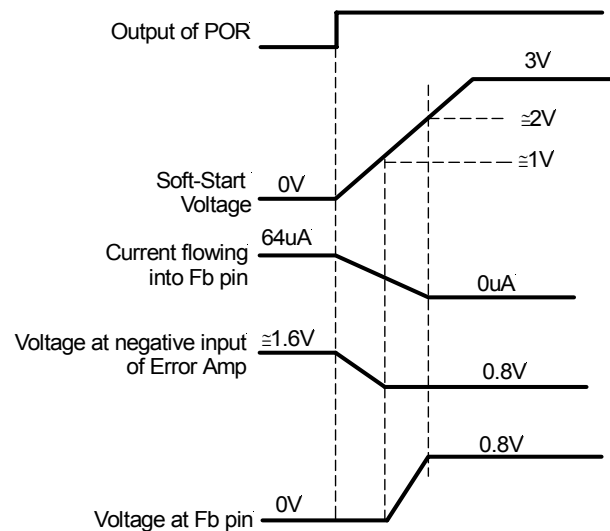 Output of POR
3V
≅2V
≅1V
Soft-Start
Voltage
0V
64uA
Current flowing
into Fb pin
0uA
≅1.6V
Voltage at negative input
of Error Amp
0.8V
0.8V
0V
Voltage at Fb pin